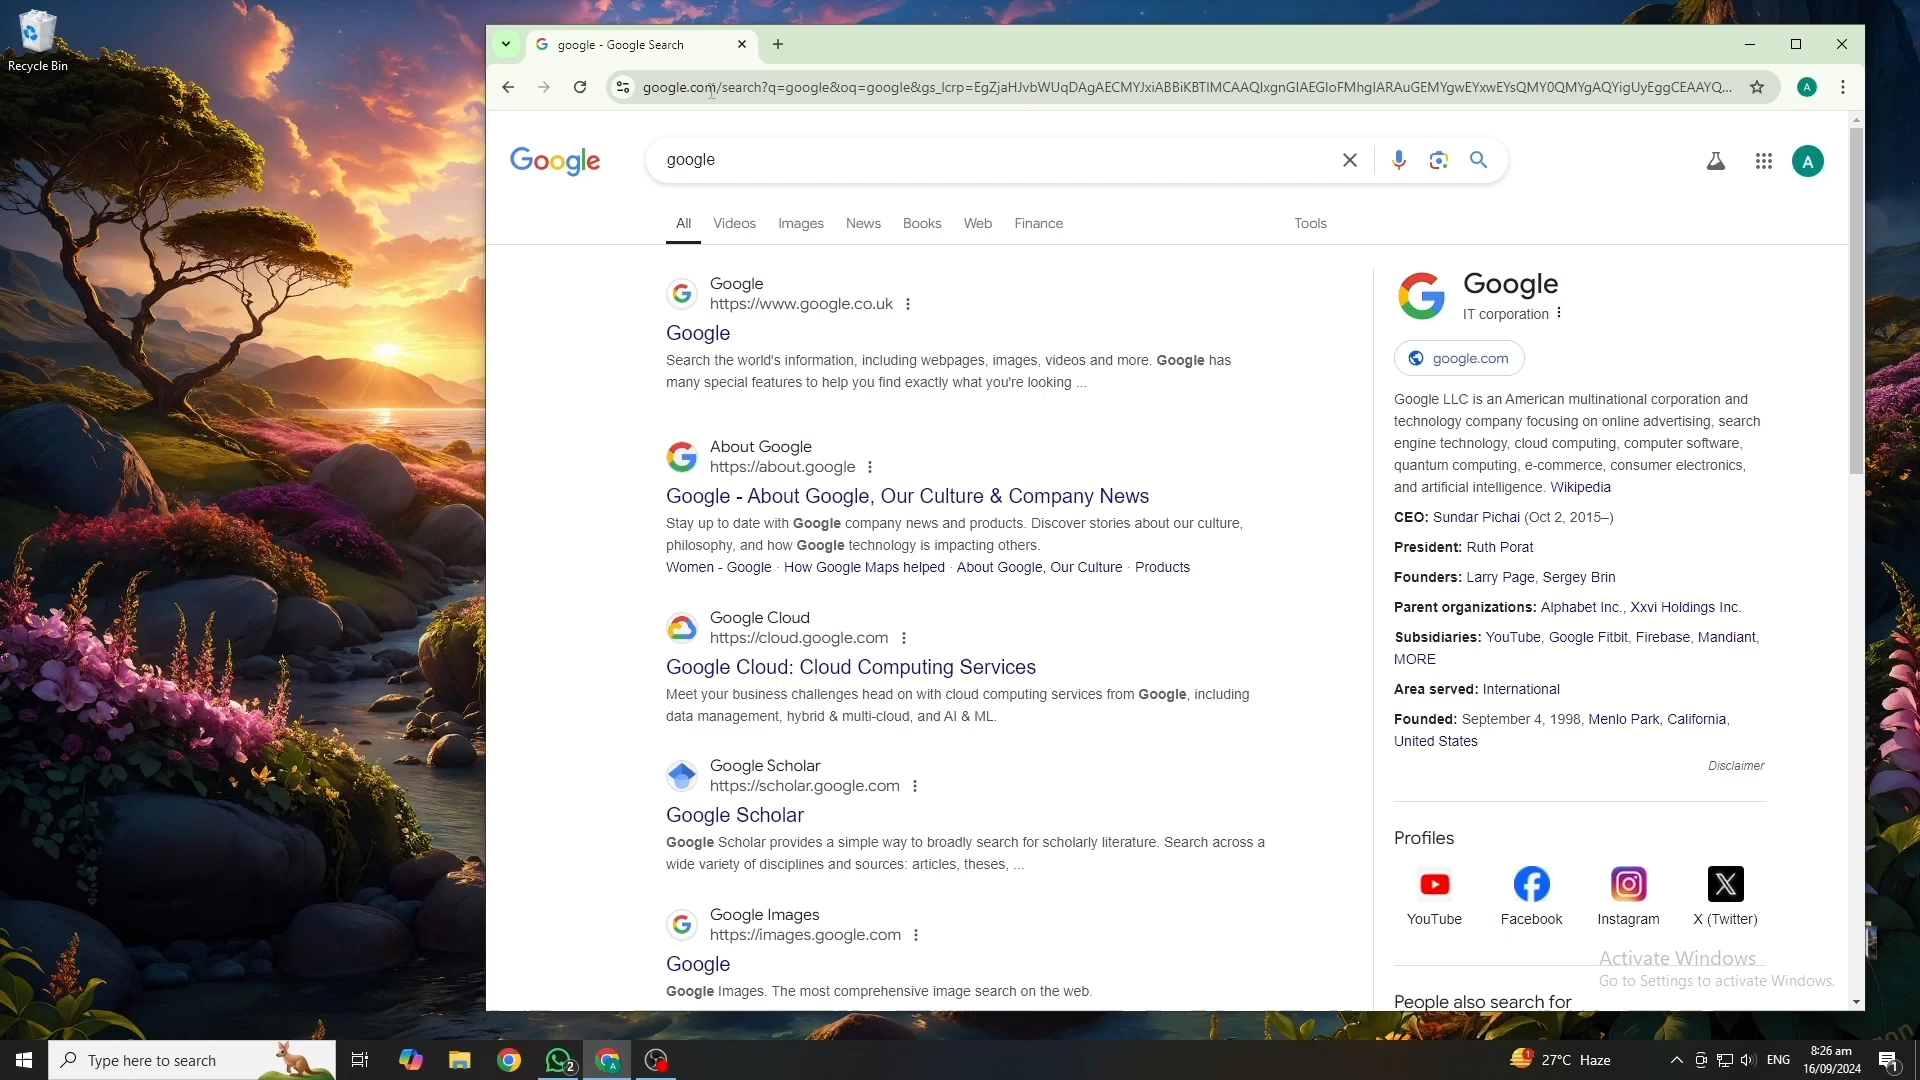 Recycle Bin
google - Google Search
google.com/search?q=google&oq=google&gs_lcrp=EgZjaHJvbWUqDAgAECMYJxiABBiKBTIMCAAQIxgnGIAEGIoFMhgIARAuGEMYgwEYxwEYsQMY0QMYgAQYigUyEggCEAAYQ...
A
Google
google
A
All
Videos
Images
News
Books
Web
Finance
Tools
Google
https://www.google.co.uk
Google
Search the world's information, including webpages, images, videos and more. Google has
many special features to help you find exactly what you're looking ...
About Google
https://about.google
Google - About Google, Our Culture & Company News
Stay up to date with Google company news and products. Discover stories about our culture,
philosophy, and how Google technology is impacting others.
Women - Google · How Google Maps helped · About Google, Our Culture · Products
Google Cloud
https://cloud.google.com
Google Cloud: Cloud Computing Services
Meet your business challenges head on with cloud computing services from Google, including
data management, hybrid & multi-cloud, and AI & ML.
Google Scholar
https://scholar.google.com
Google Scholar
Google Scholar provides a simple way to broadly search for scholarly literature. Search across a
wide variety of disciplines and sources: articles, theses, ...
Google Images
https://images.google.com
Google
Google Images. The most comprehensive image search on the web.
Google
IT corporation
google.com
Google LLC is an American multinational corporation and
technology company focusing on online advertising, search
engine technology, cloud computing, computer software,
quantum computing, e-commerce, consumer electronics,
and artificial intelligence. Wikipedia
CEO: Sundar Pichai (Oct 2, 2015–)
President: Ruth Porat
Founders: Larry Page, Sergey Brin
Parent organizations: Alphabet Inc., Xxvi Holdings Inc.
Subsidiaries: YouTube, Google Fitbit, Firebase, Mandiant,
MORE
Area served: International
Founded: September 4, 1998, Menlo Park, California,
United States
Disclaimer
Profiles
YouTube
Facebook
Instagram
X (Twitter)
Activate Windows
Go to Settings to activate Windows.
People also search for
Type here to search
2
A
27°C Haze
ENG
8:26 am
16/09/2024
1